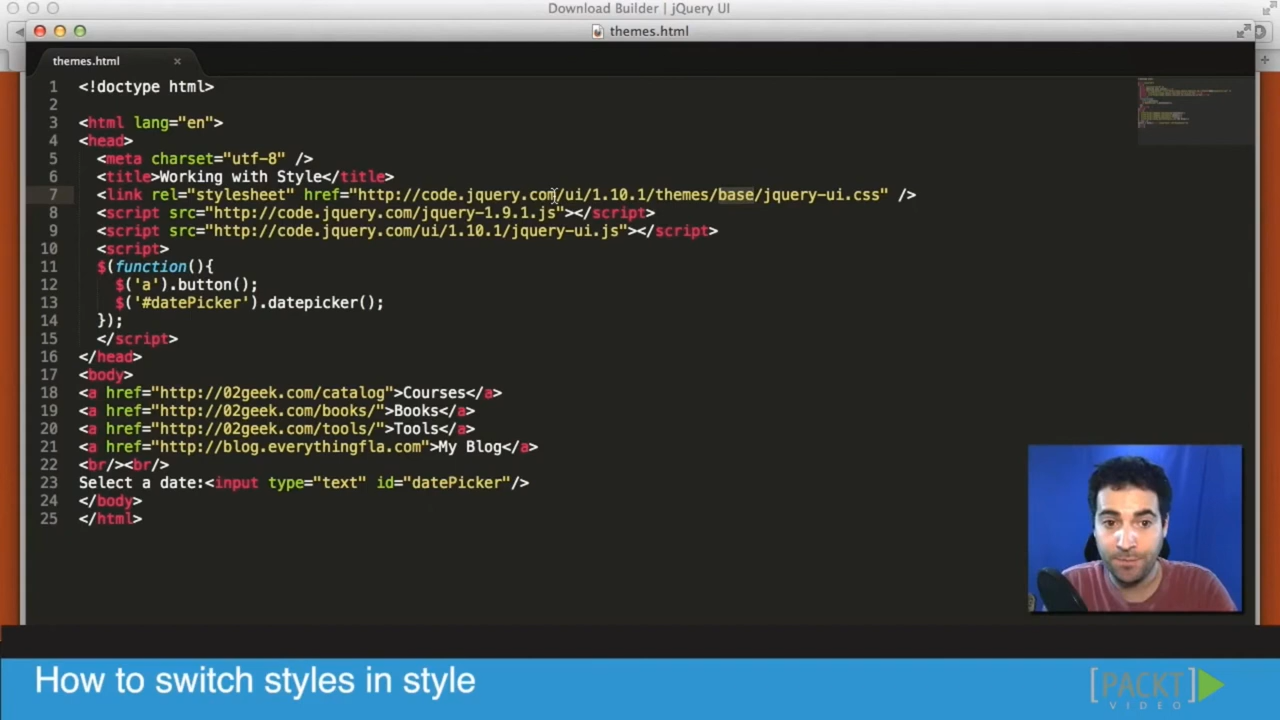 Download Builder | jQuery UI
themes.html
themes.html ×
1 <!doctype html>
2
3 <html lang="en">
4 <head>
5 <meta charset="utf-8" />
6 <title>Working with Style</title>
7 <link rel="stylesheet" href="http://code.jquery.com/ui/1.10.1/themes/base/jquery-ui.css" />
8 <script src="http://code.jquery.com/jquery-1.9.1.js"></script>
9 <script src="http://code.jquery.com/ui/1.10.1/jquery-ui.js"></script>
10 <script>
11 $(function(){
12 $('a').button();
13 $('#datePicker').datepicker();
14 });
15 </script>
16 </head>
17 <body>
18 <a href="http://02geek.com/catalog">Courses</a>
19 <a href="http://02geek.com/books/">Books</a>
20 <a href="http://02geek.com/tools/">Tools</a>
21 <a href="http://blog.everythingfla.com">My Blog</a>
22 <br/><br/>
23 Select a date:<input type="text" id="datePicker"/>
24 </body>
25 </html>
How to switch styles in style
[PACKT]
VIDEO